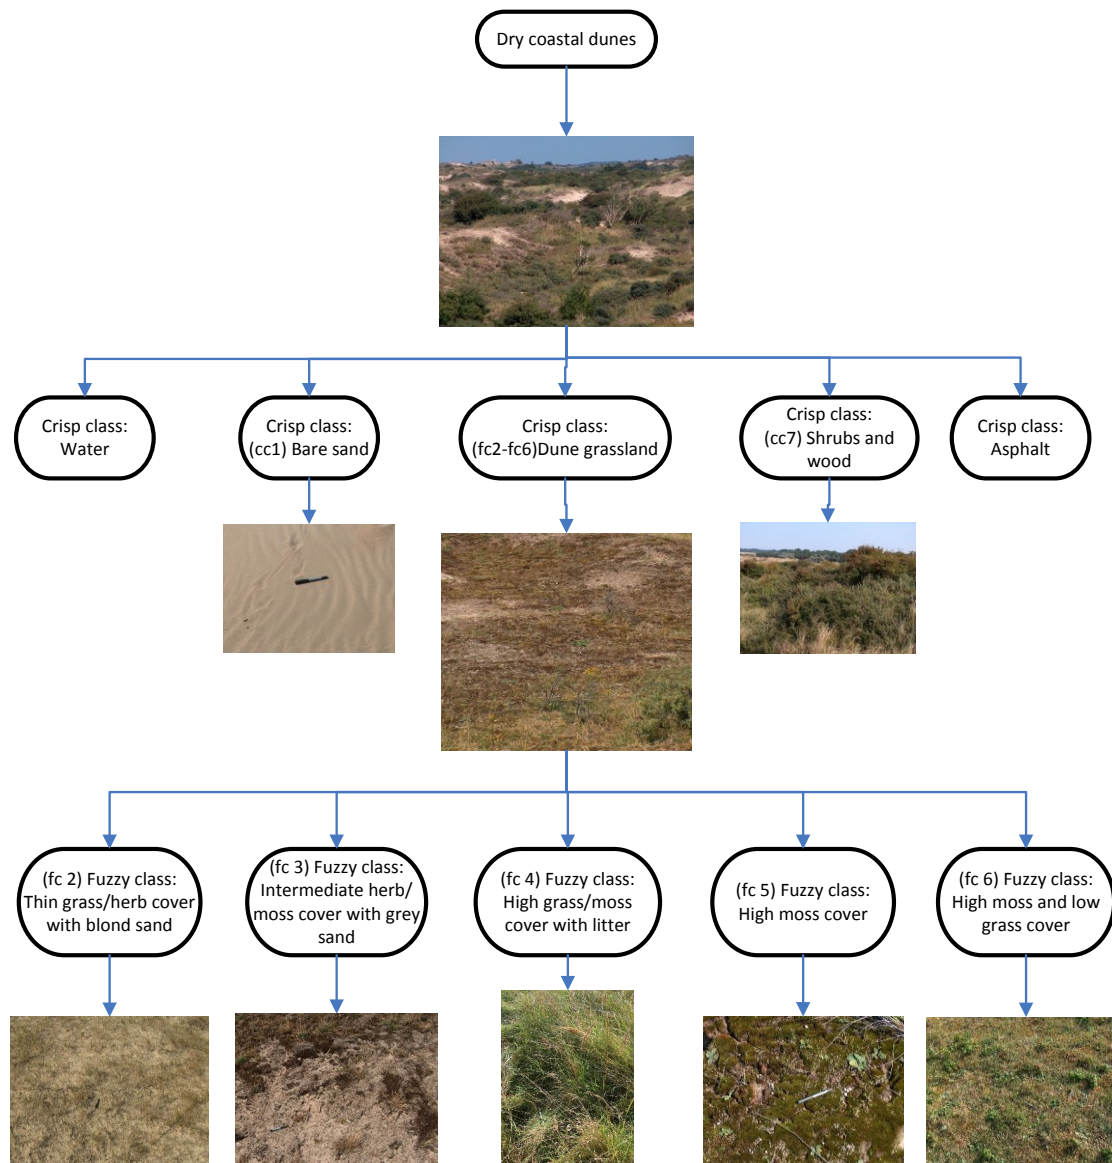 Dry coastal dunes
Crisp class:
Water
Crisp class:
(cc1) Bare sand
Crisp class:
(fc2-fc6)Dune grassland
Crisp class:
(cc7) Shrubs and
wood
Crisp class:
Asphalt
(fc 2) Fuzzy class:
Thin grass/herb cover
with blond sand
(fc 3) Fuzzy class:
Intermediate herb/
moss cover with grey
sand
(fc 4) Fuzzy class:
High grass/moss
cover with litter
(fc 5) Fuzzy class:
High moss cover
(fc 6) Fuzzy class:
High moss and low
grass cover